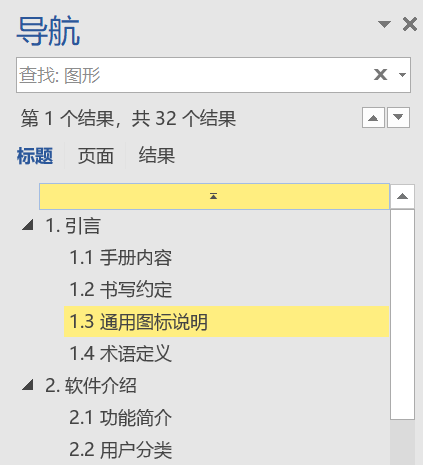 导航
查找: 图形
第 1 个结果，共 32 个结果
标题 页面 结果
1. 引言
1.1 手册内容
1.2 书写约定
1.3 通用图标说明
1.4 术语定义
2. 软件介绍
2.1 功能简介
2.2 用户分类